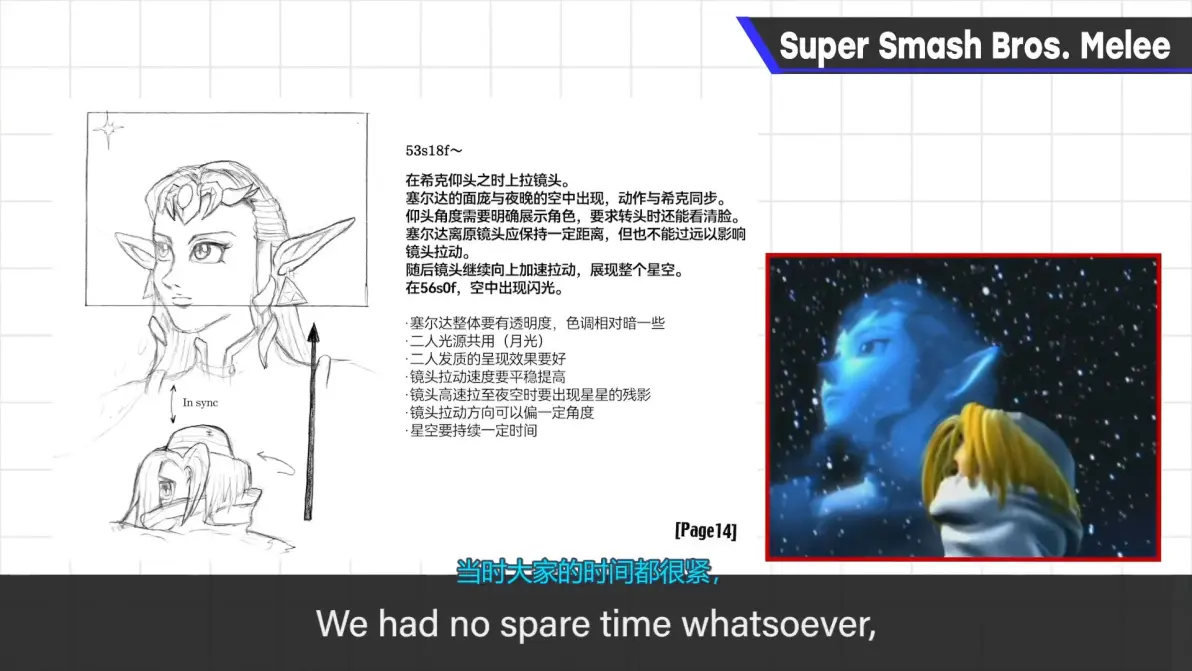 Super Smash Bros. Melee
53s18f～
在希克仰头之时上拉镜头。
塞尔达的面庞与夜晚的空中出现，动作与希克同步。
仰头角度需要明确展示角色，要求转头时还能看清脸。
塞尔达离原镜头应保持一定距离，但也不能过远以影响
镜头拉动。
随后镜头继续向上加速拉动，展现整个星空。
在56s0f，空中出现闪光。
·塞尔达整体要有透明度，色调相对暗一些
·二人光源共用（月光）
·二人发质的呈现效果要好
·镜头拉动速度要平稳提高
·镜头高速拉至夜空时要出现星星的残影
·镜头拉动方向可以偏一定角度
·星空要持续一定时间
In sync
[Page14]
当时大家的时间都很紧，
We had no spare time whatsoever,